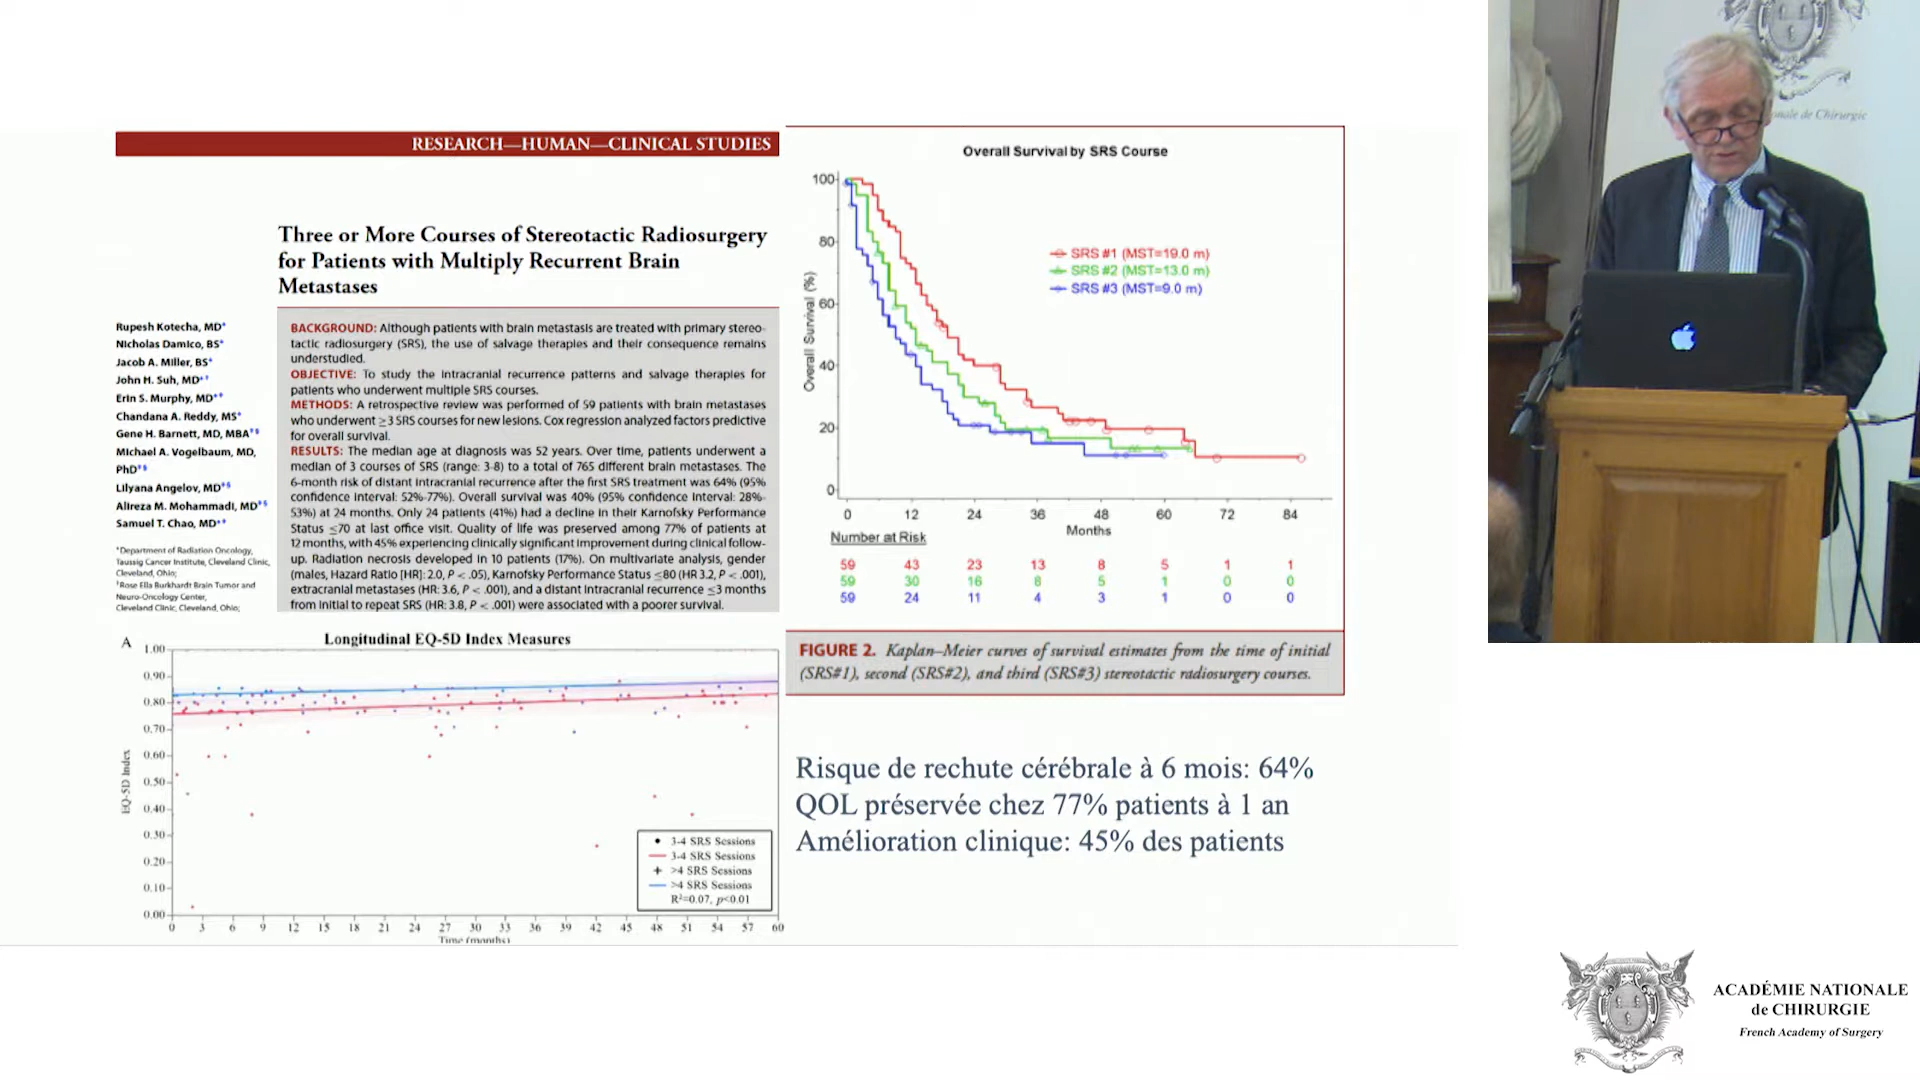 RESEARCH—HUMAN—CLINICAL STUDIES
Three or More Courses of Stereotactic Radiosurgery
for Patients with Multiply Recurrent Brain
Metastases
Rupesh Kotecha, MD*
Nicholas Damico, BS*
Jacob A. Miller, BS*
John H. Suh, MD*‡
Erin S. Murphy, MD*‡
Chandana A. Reddy, MS*
Gene H. Barnett, MD, MBA‡§
Michael A. Vogelbaum, MD,
PhD‡§
Lilyana Angelov, MD‡§
Alireza M. Mohammadi, MD‡§
Samuel T. Chao, MD*‡
*Department of Radiation Oncology,
Taussig Cancer Institute, Cleveland Clinic,
Cleveland, Ohio;
‡Rose Ella Burkhardt Brain Tumor and
Neuro-Oncology Center,
Cleveland Clinic, Cleveland, Ohio;
BACKGROUND: Although patients with brain metastasis are treated with primary stereo-
tactic radiosurgery (SRS), the use of salvage therapies and their consequence remains
understudied.
OBJECTIVE: To study the intracranial recurrence patterns and salvage therapies for
patients who underwent multiple SRS courses.
METHODS: A retrospective review was performed of 59 patients with brain metastases
who underwent ≥3 SRS courses for new lesions. Cox regression analyzed factors predictive
for overall survival.
RESULTS: The median age at diagnosis was 52 years. Over time, patients underwent a
median of 3 courses of SRS (range: 3-8) to a total of 765 different brain metastases. The
6-month risk of distant intracranial recurrence after the first SRS treatment was 64% (95%
confidence interval: 52%-77%). Overall survival was 40% (95% confidence interval: 28%-
53%) at 24 months. Only 24 patients (41%) had a decline in their Karnofsky Performance
Status ≤70 at last office visit. Quality of life was preserved among 77% of patients at
12 months, with 45% experiencing clinically significant improvement during clinical follow-
up. Radiation necrosis developed in 10 patients (17%). On multivariate analysis, gender
(males, Hazard Ratio [HR]: 2.0, P < .05), Karnofsky Performance Status ≤80 (HR 3.2, P < .001),
extracranial metastases (HR: 3.6, P < .001), and a distant intracranial recurrence ≤3 months
from initial to repeat SRS (HR: 3.8, P < .001) were associated with a poorer survival.
A
Longitudinal EQ-5D Index Measures
EQ-5D Index
1.00
0.90
0.80
0.70
0.60
0.50
0.40
0.30
0.20
0.10
0.00
3-4 SRS Sessions
3-4 SRS Sessions
>4 SRS Sessions
>4 SRS Sessions
R²=0.07, p<0.01
0 3 6 9 12 15 18 21 24 27 30 33 36 39 42 45 48 51 54 57 60
Time (months)
Overall Survival by SRS Course
Overall Survival (%)
100
80
60
40
20
0
SRS #1 (MST=19.0 m)
SRS #2 (MST=13.0 m)
SRS #3 (MST=9.0 m)
0 12 24 36 48 60 72 84
Months
Number at Risk
59 43 23 13 8 5 1 1
59 30 16 8 5 1 0 0
59 24 11 4 3 1 0 0
FIGURE 2. Kaplan–Meier curves of survival estimates from the time of initial
(SRS#1), second (SRS#2), and third (SRS#3) stereotactic radiosurgery courses.
Risque de rechute cérébrale à 6 mois: 64%
QOL préservée chez 77% patients à 1 an
Amélioration clinique: 45% des patients
onale de Chirurgie
ACADÉMIE NATIONALE
de CHIRURGIE
French Academy of Surgery